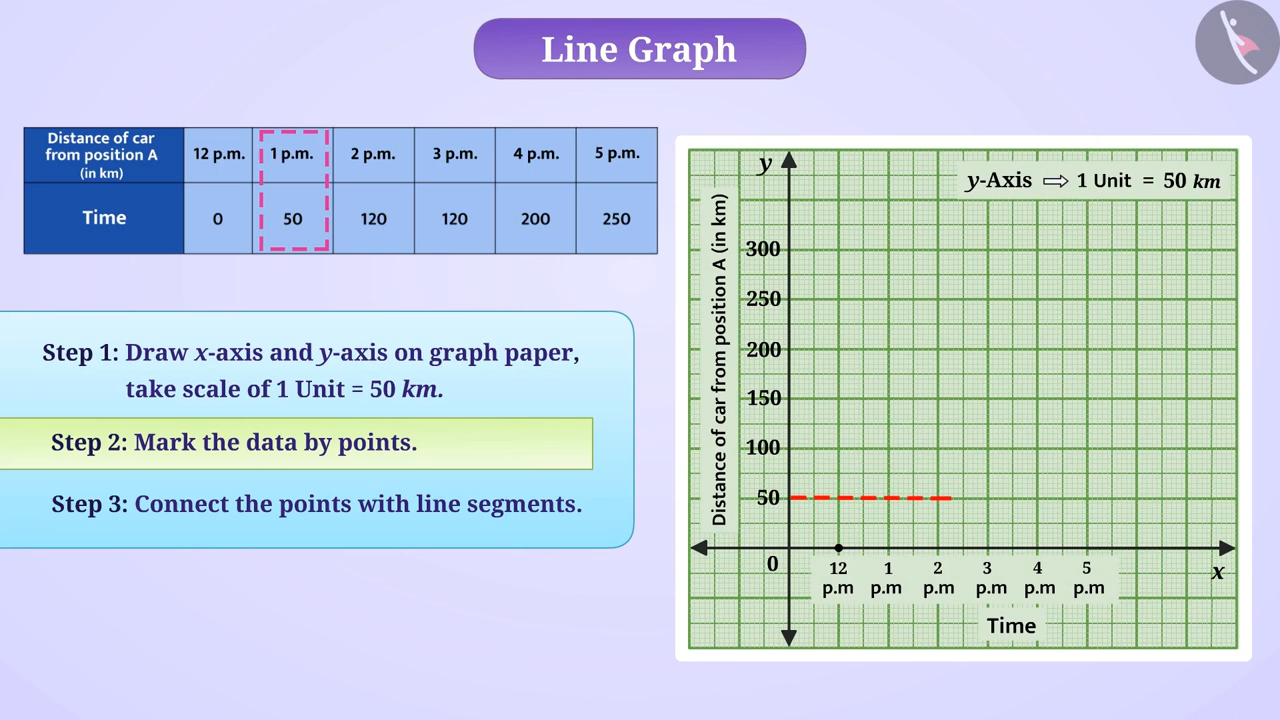 Line Graph
Distance of car
from position A
(in km)
12 p.m. 1 p.m. 2 p.m. 3 p.m. 4 p.m. 5 p.m.
Time 0 50 120 120 200 250
Step 1: Draw x-axis and y-axis on graph paper,
take scale of 1 Unit = 50 km.
Step 2: Mark the data by points.
Step 3: Connect the points with line segments.
y
y-Axis ⇨ 1 Unit = 50 km
Distance of car from position A (in km)
300
250
200
150
100
50
0
12 1 2 3 4 5
p.m p.m p.m p.m p.m p.m
x
Time